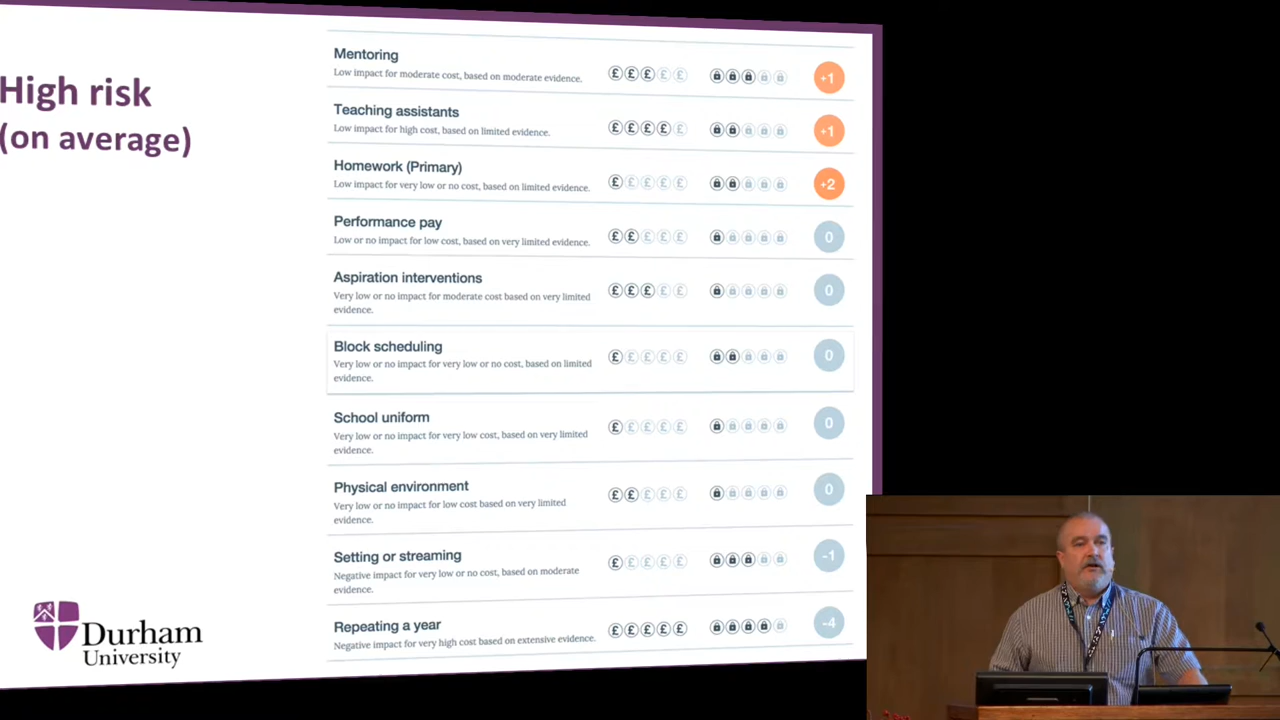 High risk
(on average)
Mentoring
Low impact for moderate cost, based on moderate evidence.
+1
Teaching assistants
Low impact for high cost, based on limited evidence.
+1
Homework (Primary)
Low impact for very low or no cost, based on limited evidence.
+2
Performance pay
Low or no impact for low cost, based on very limited evidence.
0
Aspiration interventions
Very low or no impact for moderate cost based on very limited
evidence.
0
Block scheduling
Very low or no impact for very low or no cost, based on limited
evidence.
0
School uniform
Very low or no impact for very low cost, based on very limited
evidence.
0
Physical environment
Very low or no impact for low cost based on very limited
evidence.
0
Setting or streaming
Negative impact for very low or no cost, based on moderate
evidence.
-1
Repeating a year
Negative impact for very high cost based on extensive evidence.
-4
Durham
University